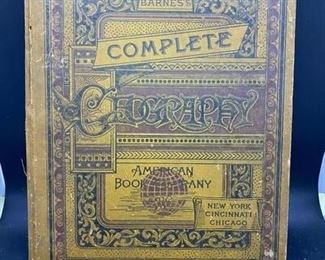 BARNES'S
COMPLETE
GEOGRAPHY
AMERICAN
BOOK COMPANY
NEW YORK
CINCINNATI
CHICAGO